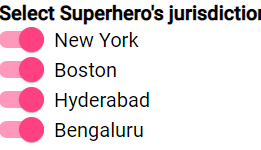 Select Superhero's jurisdiction
New York
Boston
Hyderabad
Bengaluru